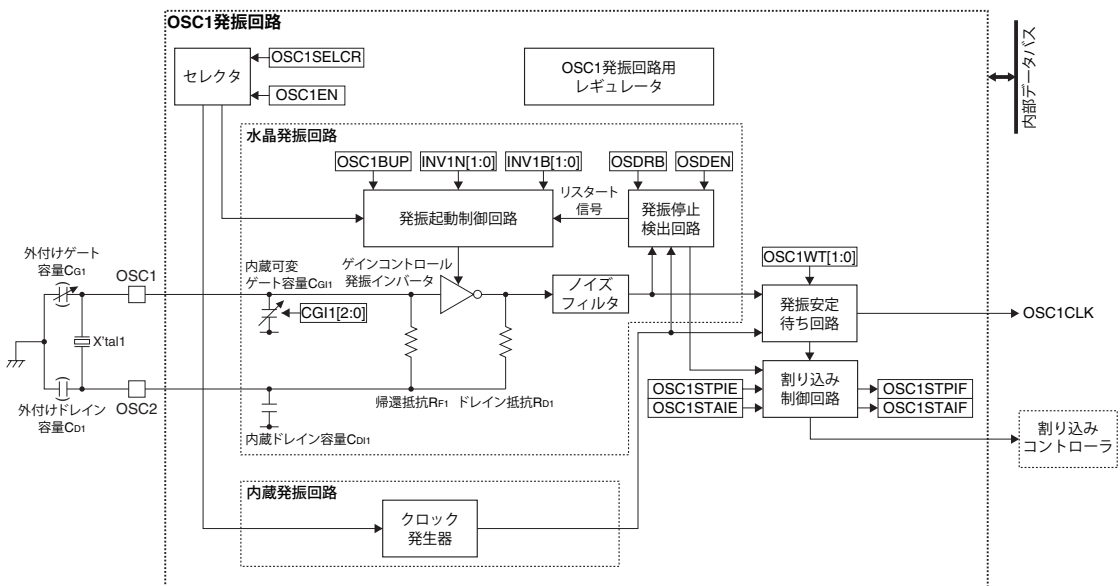 OSC1発振回路
セレクタ
OSC1SELCR
OSC1EN
OSC1発振回路用
レギュレータ
内部データバス
水晶発振回路
OSC1BUP
INV1N[1:0]
INV1B[1:0]
OSDRB
OSDEN
発振起動制御回路
リスタート
信号
発振停止
検出回路
外付けゲート
容量CG1
OSC1
内蔵可変
ゲート容量CGI1
ゲインコントロール
発振インバータ
CGI1[2:0]
ノイズ
フィルタ
OSC1WT[1:0]
発振安定
待ち回路
OSC1CLK
X'tal1
外付けドレイン
容量CD1
OSC2
帰還抵抗RF1
ドレイン抵抗RD1
内蔵ドレイン容量CDI1
OSC1STPIE
OSC1STAIE
割り込み
制御回路
OSC1STPIF
OSC1STAIF
割り込み
コントローラ
内蔵発振回路
クロック
発生器